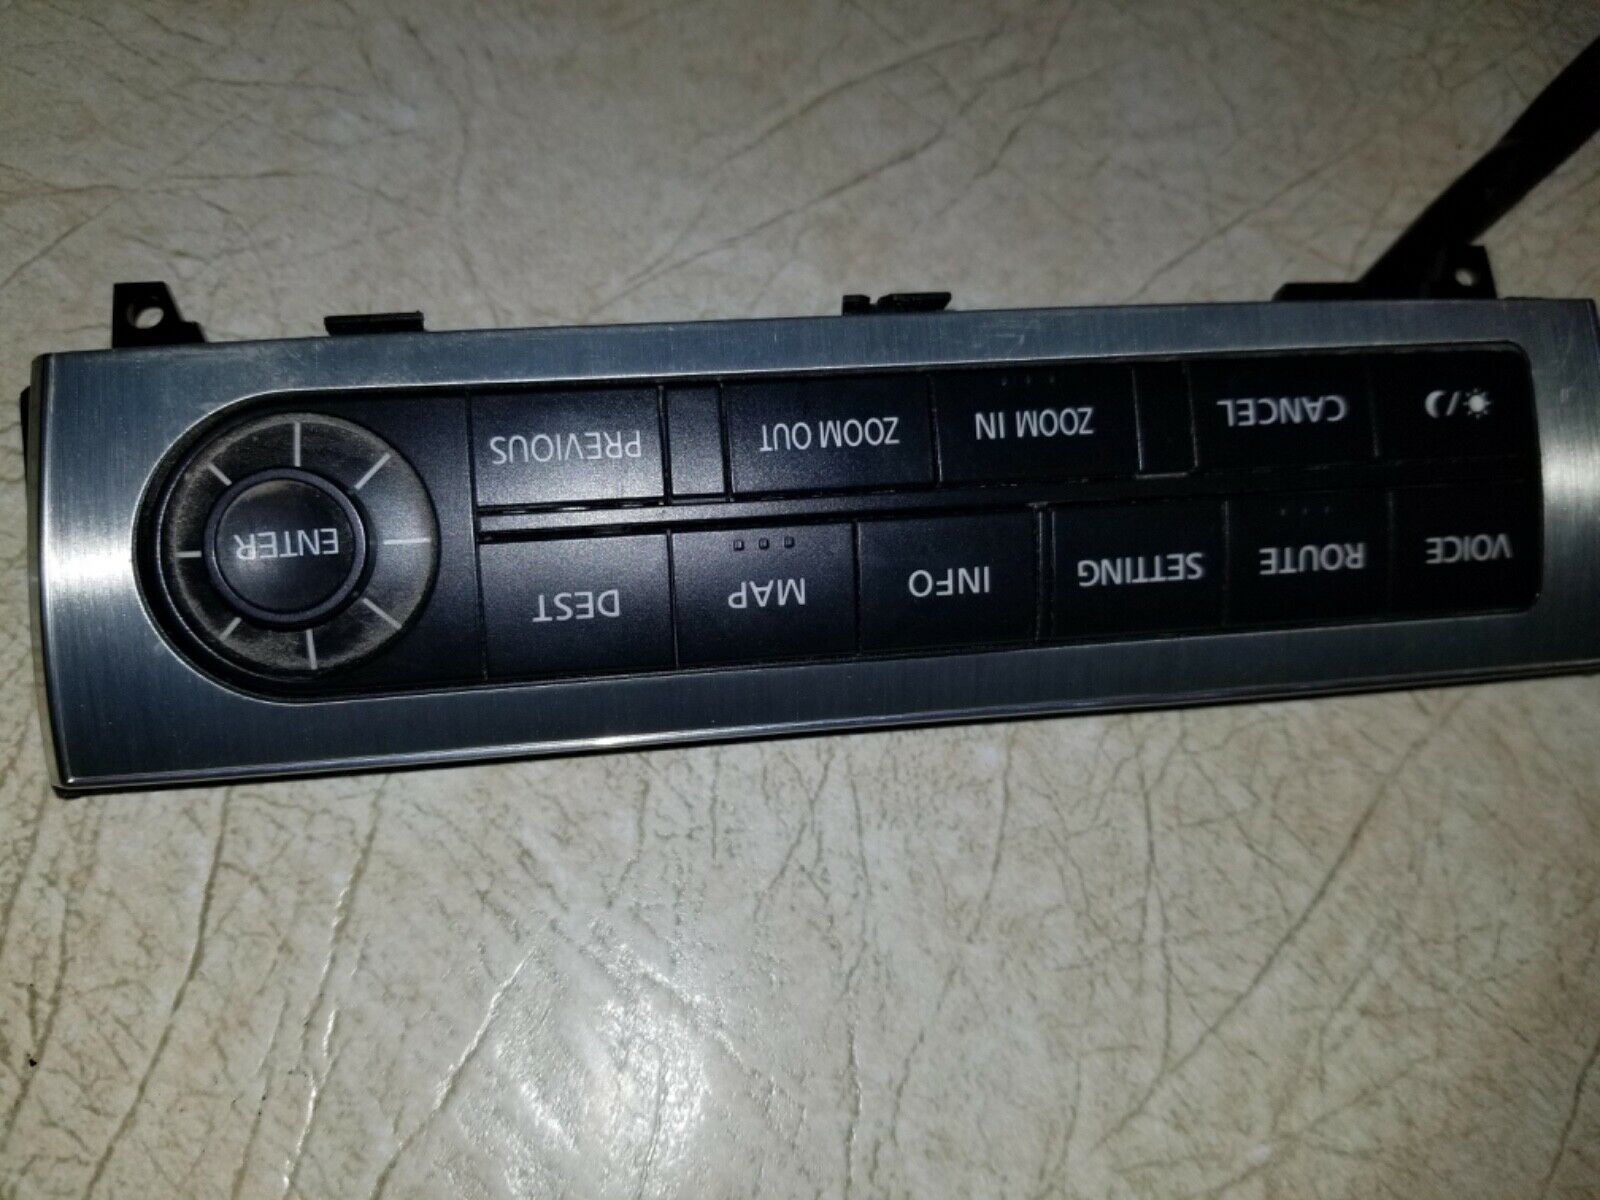 VOICE ROUTE SETTING INFO MAP DEST
CANCEL ZOOM IN ZOOM OUT PREVIOUS
ENTER